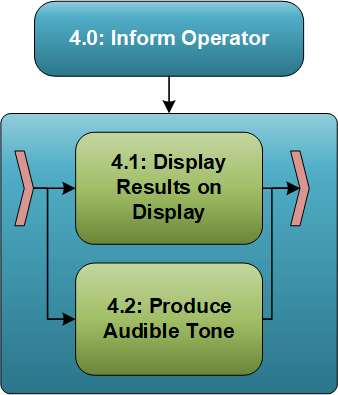 4.0: Inform Operator
4.1: Display
Results on
Display
4.2: Produce
Audible Tone